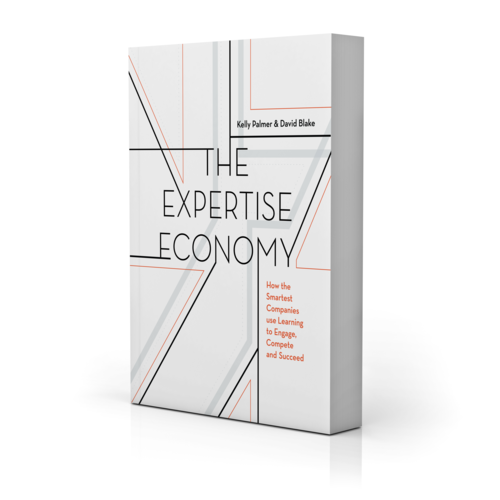 Kelly Palmer & David Blake
THE
EXPERTISE
ECONOMY
How the
Smartest
Companies
use Learning
to Engage,
Compete
and Succeed